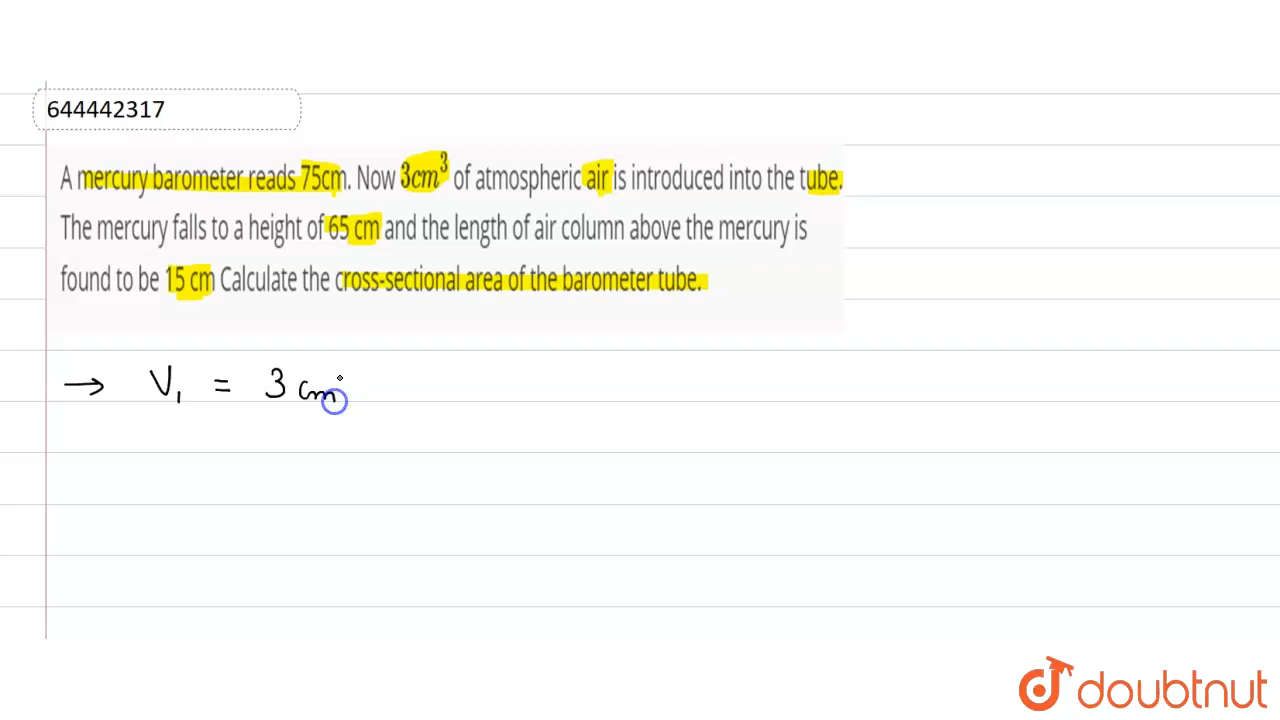 644442317
A mercury barometer reads 75cm. Now 3cm³ of atmospheric air is introduced into the tube.
The mercury falls to a height of 65 cm and the length of air column above the mercury is
found to be 15 cm Calculate the cross-sectional area of the barometer tube.
→ V₁ = 3 cm
doubtnut